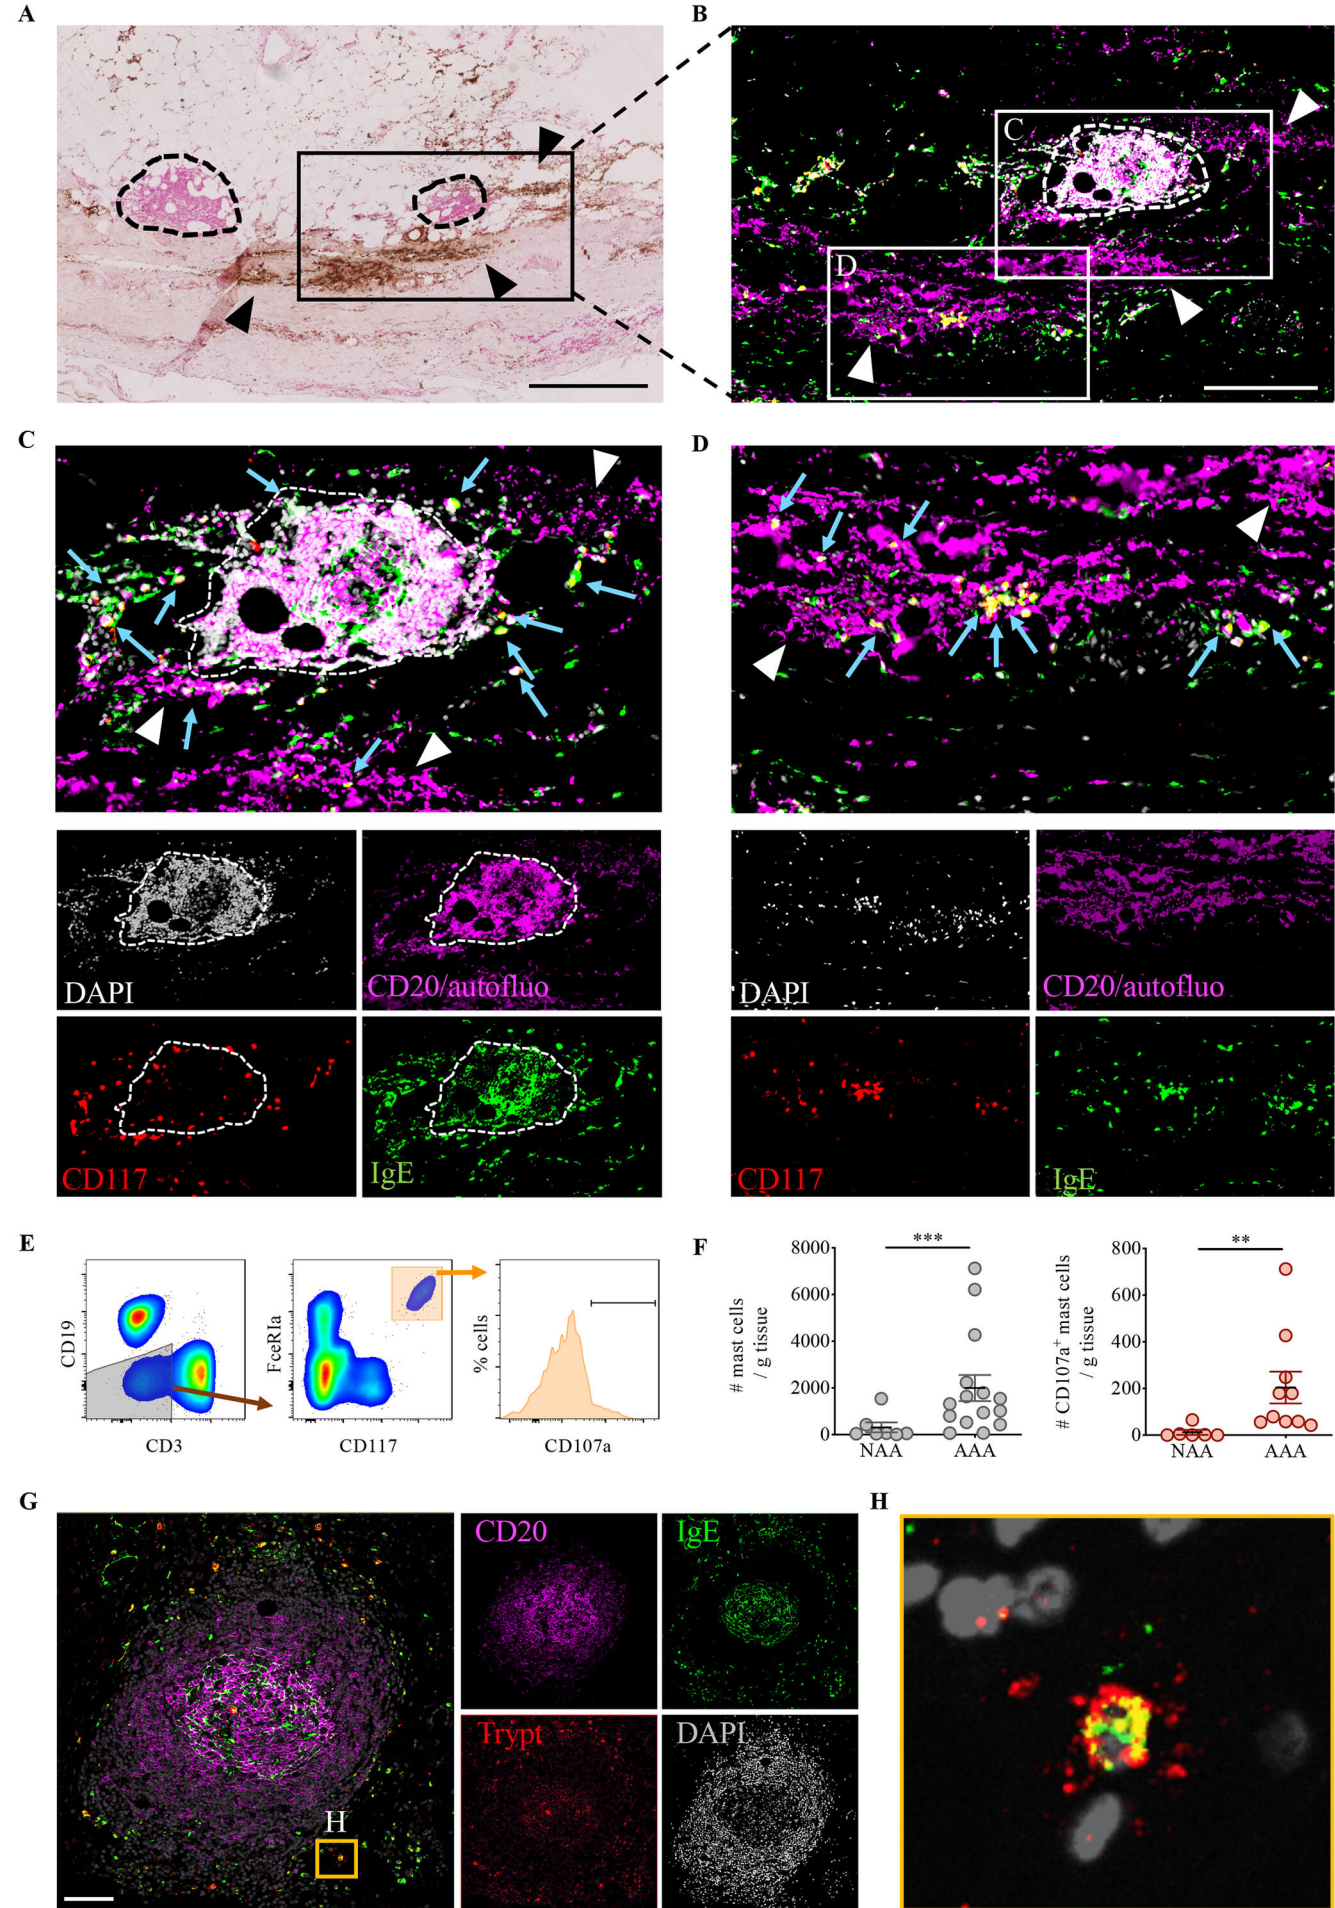 A
B
C
D
C
D
DAPI
CD20/autofluo
DAPI
CD20/autofluo
CD117
IgE
CD117
IgE
E
CD19
CD3
FceRIa
CD117
% cells
CD107a
F
# mast cells
/ g tissue
8000
6000
4000
2000
0
***
NAA
AAA
# CD107a+ mast cells
/ g tissue
800
400
200
0
**
NAA
AAA
G
H
CD20
IgE
Trypt
DAPI
H